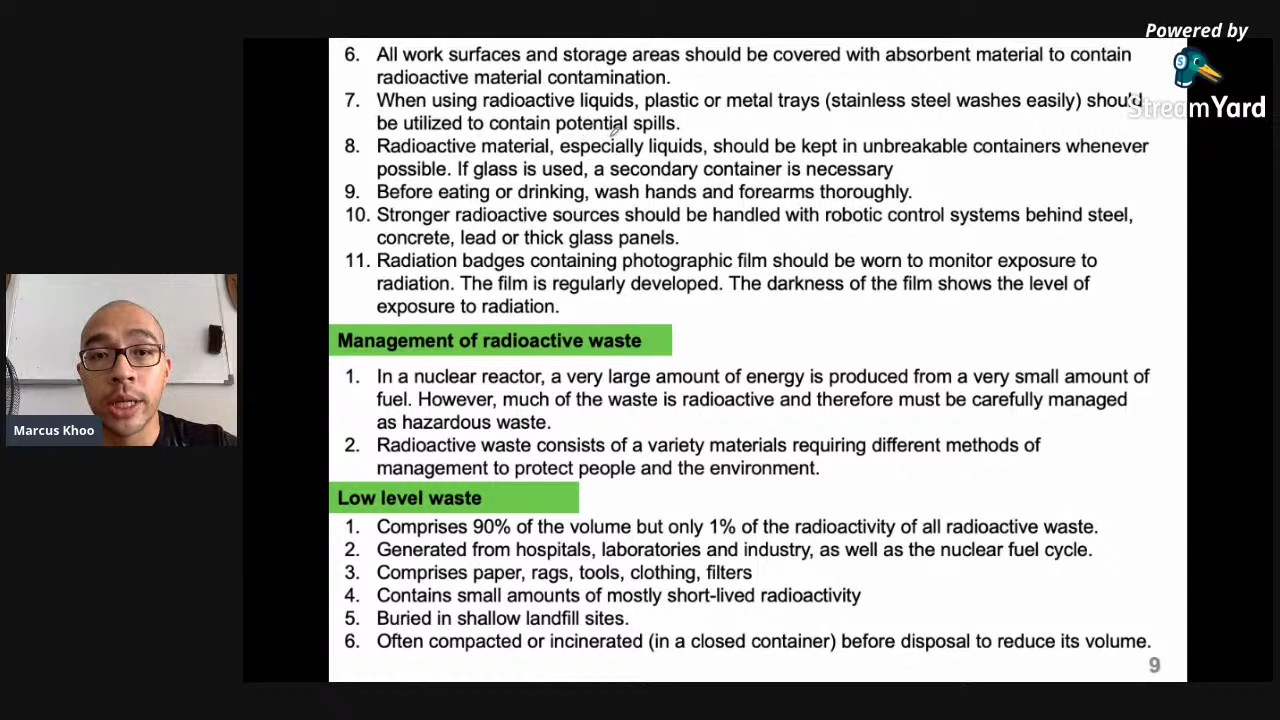 Powered by
StreamYard
6. All work surfaces and storage areas should be covered with absorbent material to contain
radioactive material contamination.
7. When using radioactive liquids, plastic or metal trays (stainless steel washes easily) should
be utilized to contain potential spills.
8. Radioactive material, especially liquids, should be kept in unbreakable containers whenever
possible. If glass is used, a secondary container is necessary
9. Before eating or drinking, wash hands and forearms thoroughly.
10. Stronger radioactive sources should be handled with robotic control systems behind steel,
concrete, lead or thick glass panels.
11. Radiation badges containing photographic film should be worn to monitor exposure to
radiation. The film is regularly developed. The darkness of the film shows the level of
exposure to radiation.
Management of radioactive waste
1. In a nuclear reactor, a very large amount of energy is produced from a very small amount of
fuel. However, much of the waste is radioactive and therefore must be carefully managed
as hazardous waste.
2. Radioactive waste consists of a variety materials requiring different methods of
management to protect people and the environment.
Low level waste
1. Comprises 90% of the volume but only 1% of the radioactivity of all radioactive waste.
2. Generated from hospitals, laboratories and industry, as well as the nuclear fuel cycle.
3. Comprises paper, rags, tools, clothing, filters
4. Contains small amounts of mostly short-lived radioactivity
5. Buried in shallow landfill sites.
6. Often compacted or incinerated (in a closed container) before disposal to reduce its volume.
9
Marcus Khoo